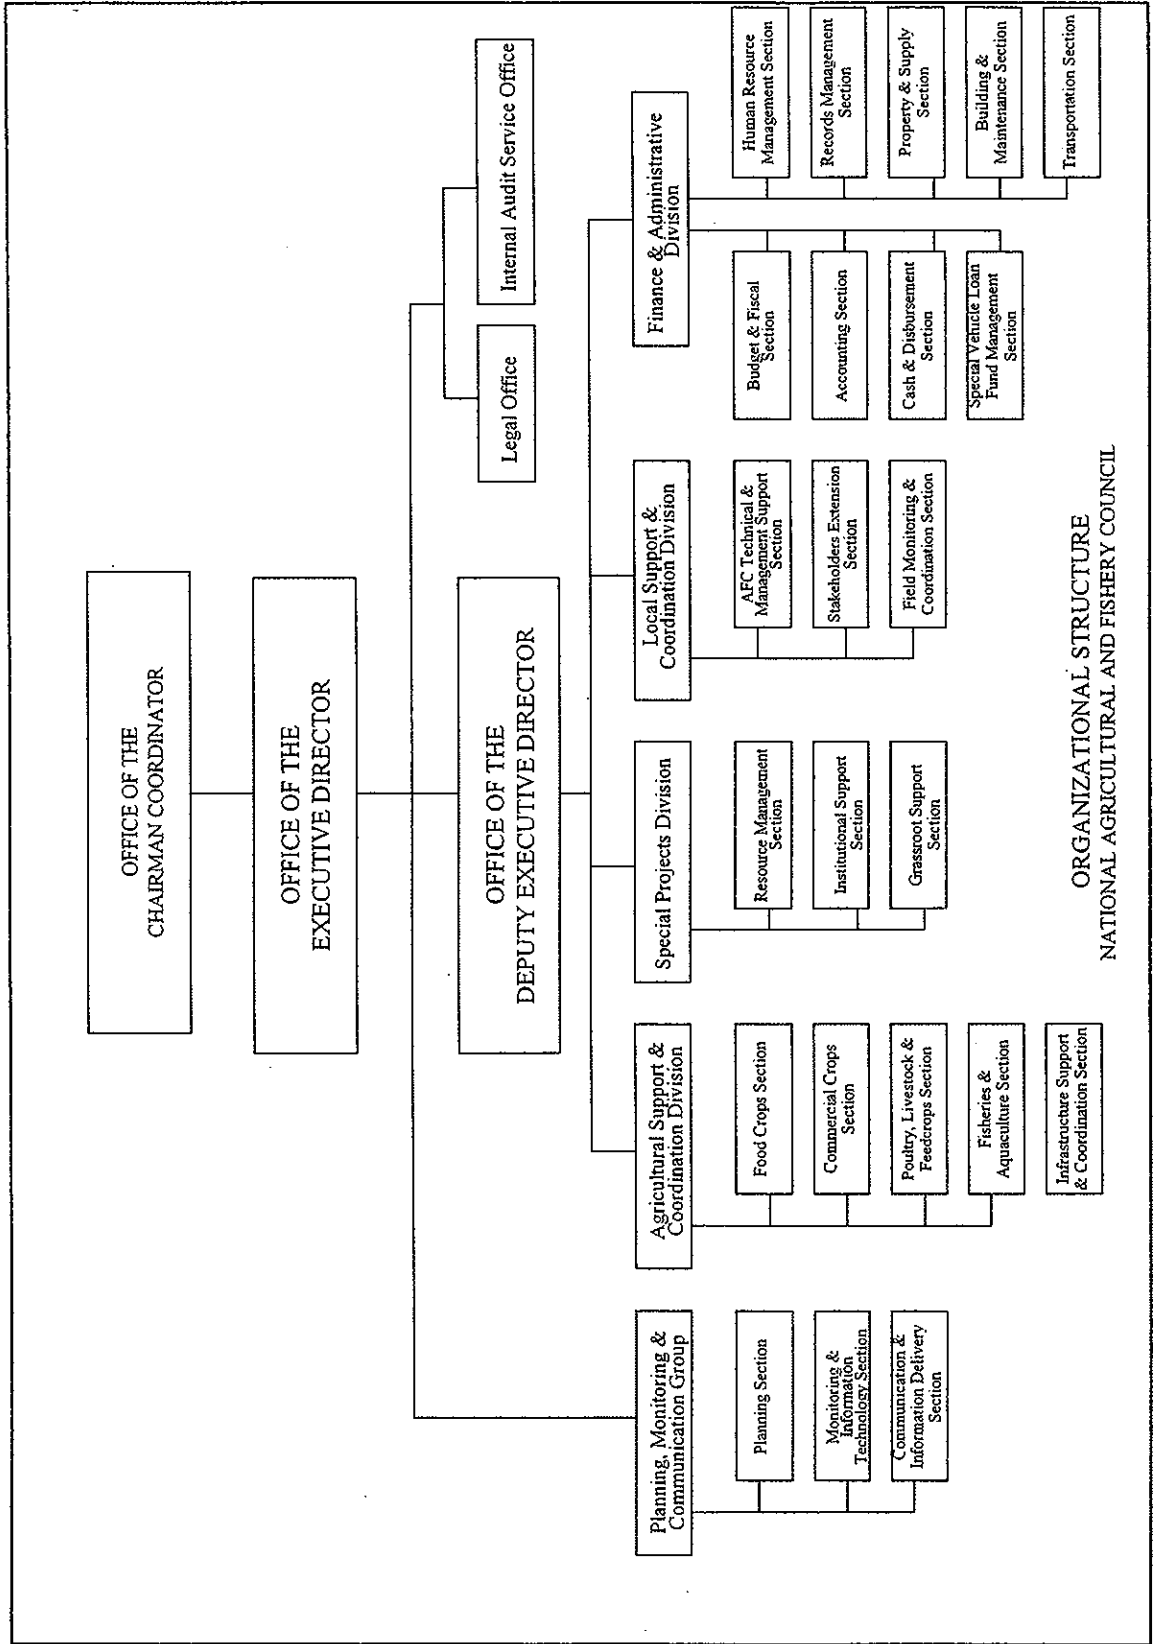 OFFICE OF THE
CHAIRMAN COORDINATOR
OFFICE OF THE
EXECUTIVE DIRECTOR
Legal Office
Internal Audit Service Office
OFFICE OF THE
DEPUTY EXECUTIVE DIRECTOR
Planning, Monitoring &
Communication Group
Planning Section
Monitoring &
Information
Technology Section
Communication &
Information Delivery
Section
Agricultural Support &
Coordination Division
Food Crops Section
Commercial Crops
Section
Poultry, Livestock &
Feedcrops Section
Fisheries &
Aquaculture Section
Infrastructure Support
& Coordination Section
Special Projects Division
Resource Management
Section
Institutional Support
Section
Grassroot Support
Section
Local Support &
Coordination Division
AFC Technical &
Management Support
Section
Stakeholders Extension
Section
Field Monitoring &
Coordination Section
Finance & Administrative
Division
Budget & Fiscal
Section
Accounting Section
Cash & Disbursement
Section
Special Vehicle Loan
Fund Management
Section
Human Resource
Management Section
Records Management
Section
Property & Supply
Section
Building &
Maintenance Section
Transportation Section
ORGANIZATIONAL STRUCTURE
NATIONAL AGRICULTURAL AND FISHERY COUNCIL